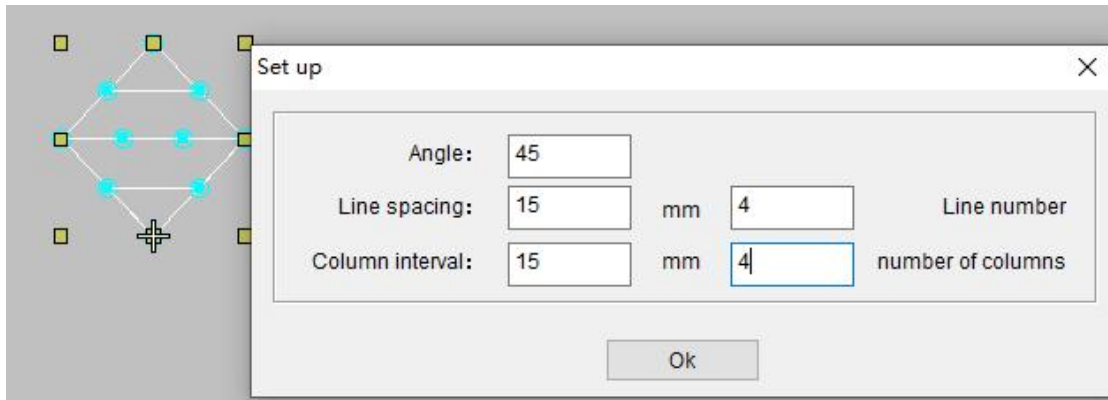 Set up
Angle: 45
Line spacing: 15 mm 4 Line number
Column interval: 15 mm 4 number of columns
Ok